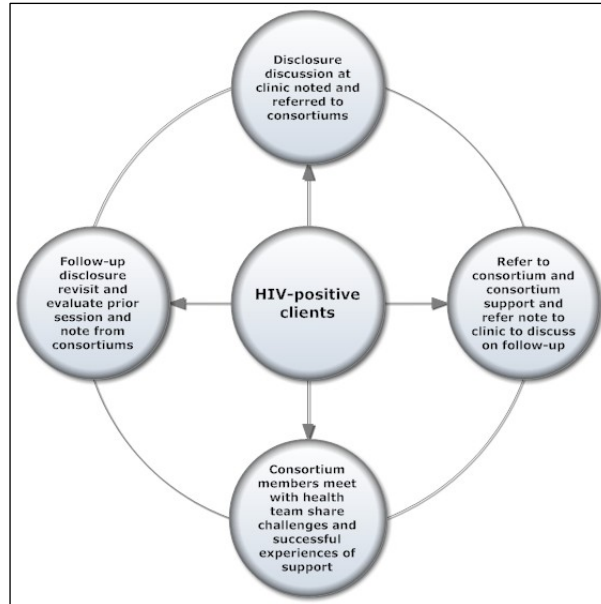 Disclosure
discussion at
clinic noted and
referred to
consortiums
Follow-up
disclosure
revisit and
evaluate prior
session and
note from
consortiums
HIV-positive
clients
Refer to
consortium and
consortium
support and
refer note to
clinic to discuss
on follow-up
Consortium
members meet
with health
team share
challenges and
successful
experiences of
support